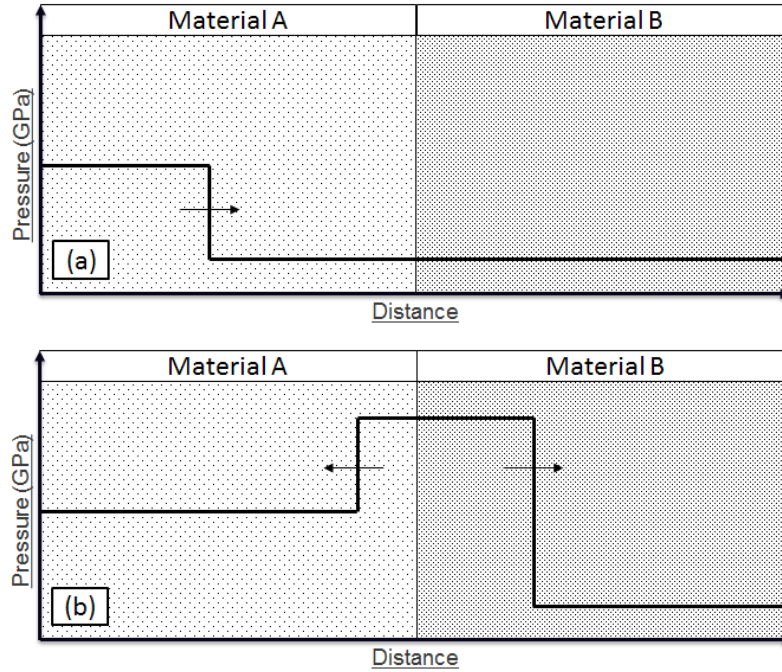 Material A
Material B
Pressure (GPa)
(a)
Distance
Material A
Material B
Pressure (GPa)
(b)
Distance